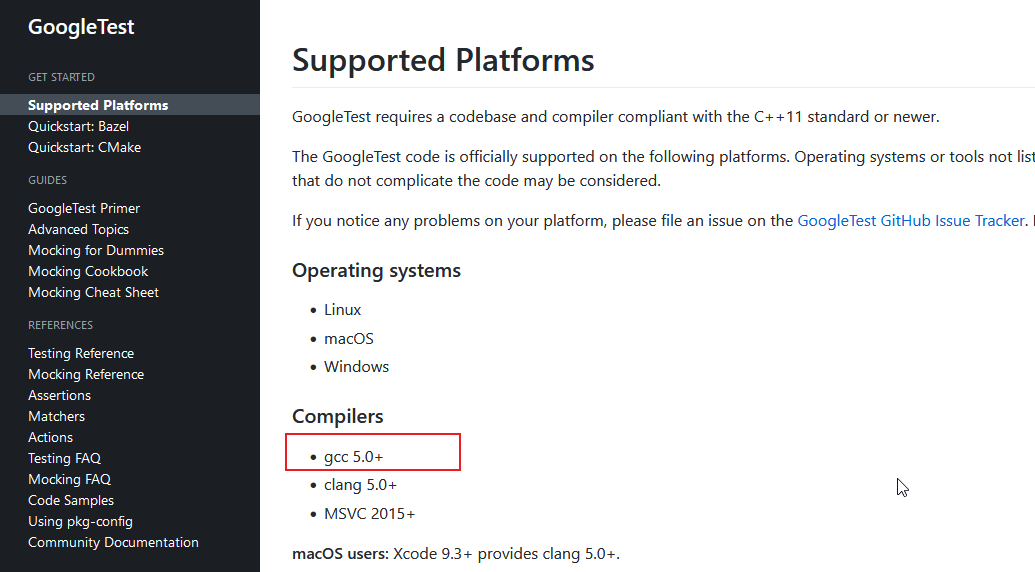 GoogleTest
GET STARTED
Supported Platforms
Quickstart: Bazel
Quickstart: CMake
GUIDES
GoogleTest Primer
Advanced Topics
Mocking for Dummies
Mocking Cookbook
Mocking Cheat Sheet
REFERENCES
Testing Reference
Mocking Reference
Assertions
Matchers
Actions
Testing FAQ
Mocking FAQ
Code Samples
Using pkg-config
Community Documentation
Supported Platforms
GoogleTest requires a codebase and compiler compliant with the C++11 standard or newer.
The GoogleTest code is officially supported on the following platforms. Operating systems or tools not
that do not complicate the code may be considered.
If you notice any problems on your platform, please file an issue on the GoogleTest GitHub Issue Tracker.
Operating systems
• Linux
• macOS
• Windows
Compilers
• gcc 5.0+
• clang 5.0+
• MSVC 2015+
macOS users: Xcode 9.3+ provides clang 5.0+.